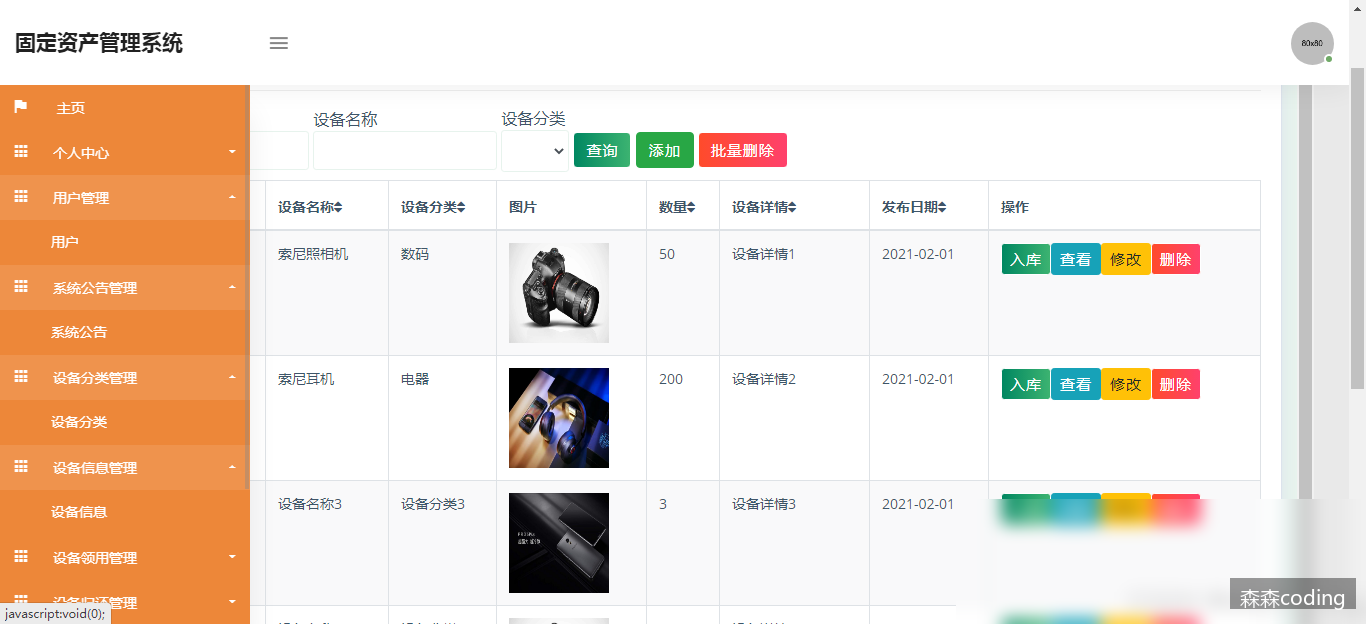 固定资产管理系统
80x80
主页
个人中心
用户管理
用户
系统公告管理
系统公告
设备分类管理
设备分类
设备信息管理
设备信息
设备领用管理
设备归还管理
javascript:void(0);
设备名称
设备分类
查询 添加 批量删除
设备名称 设备分类 图片 数量 设备详情 发布日期 操作
索尼照相机 数码 50 设备详情1 2021-02-01 入库 查看 修改 删除
索尼耳机 电器 200 设备详情2 2021-02-01 入库 查看 修改 删除
设备名称3 设备分类3 3 设备详情3 2021-02-01
森森coding